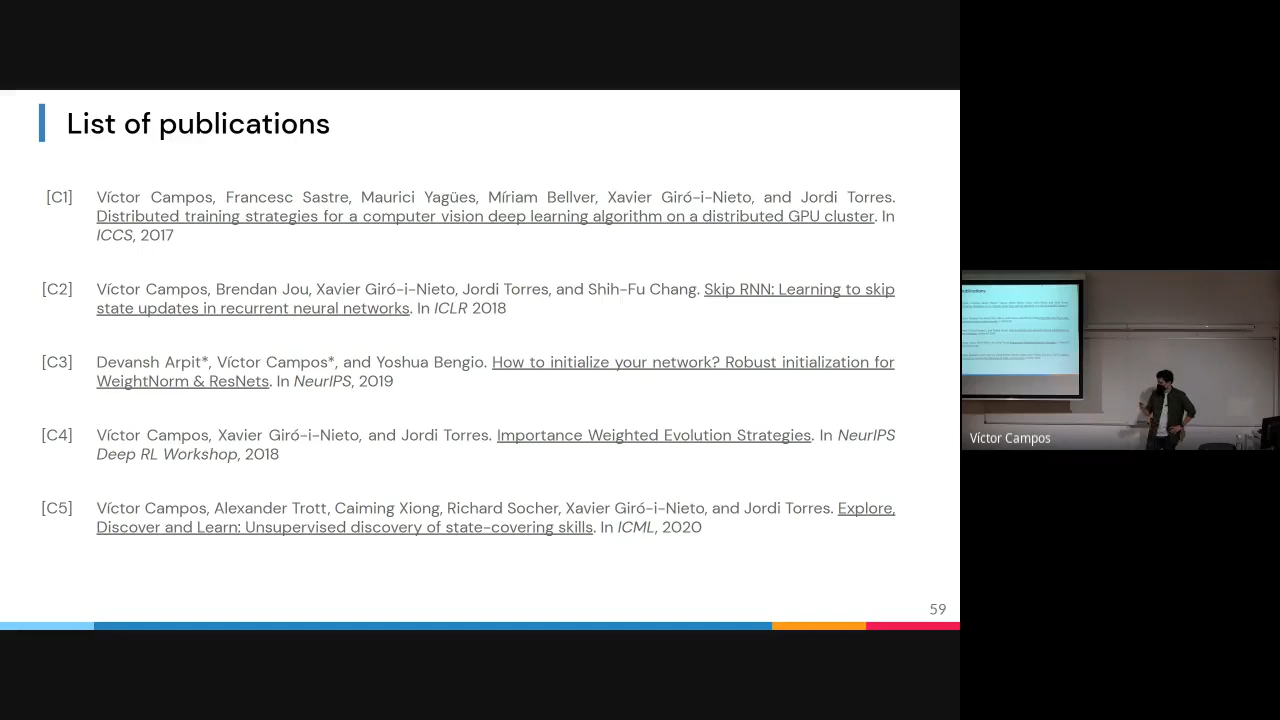 List of publications
[C1] Víctor Campos, Francesc Sastre, Maurici Yagües, Míriam Bellver, Xavier Giró-i-Nieto, and Jordi Torres.
Distributed training strategies for a computer vision deep learning algorithm on a distributed GPU cluster. In
ICCS, 2017
[C2] Víctor Campos, Brendan Jou, Xavier Giró-i-Nieto, Jordi Torres, and Shih-Fu Chang. Skip RNN: Learning to skip
state updates in recurrent neural networks. In ICLR 2018
[C3] Devansh Arpit*, Víctor Campos*, and Yoshua Bengio. How to initialize your network? Robust initialization for
WeightNorm & ResNets. In NeurIPS, 2019
[C4] Víctor Campos, Xavier Giró-i-Nieto, and Jordi Torres. Importance Weighted Evolution Strategies. In NeurIPS
Deep RL Workshop, 2018
[C5] Víctor Campos, Alexander Trott, Caiming Xiong, Richard Socher, Xavier Giró-i-Nieto, and Jordi Torres. Explore,
Discover and Learn: Unsupervised discovery of state-covering skills. In ICML, 2020
59
Víctor Campos